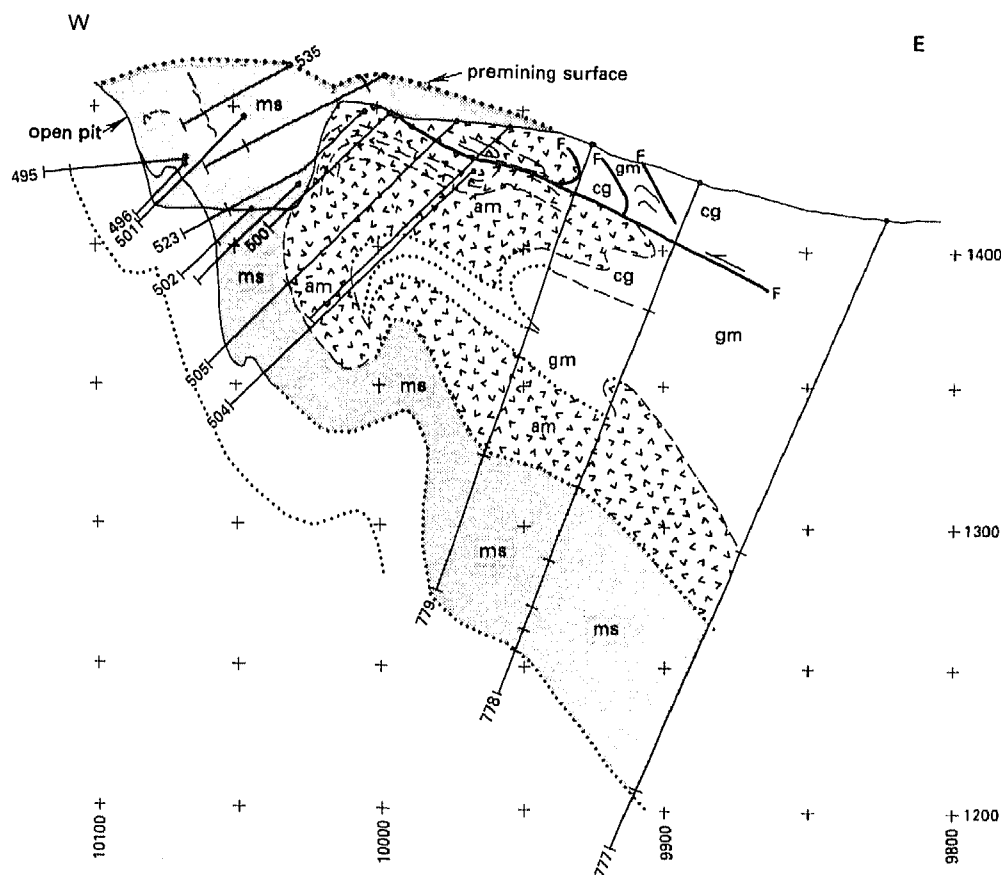 W
E
535
premining surface
ms
open pit
F
F
F
gm
495
cg
cg
496
501
am
523
500
1400
ms
cg
502
am
F
gm
gm
505
ms
504
am
1300
ms
779
ms
778
1200
10100
10000
9900
9800
777